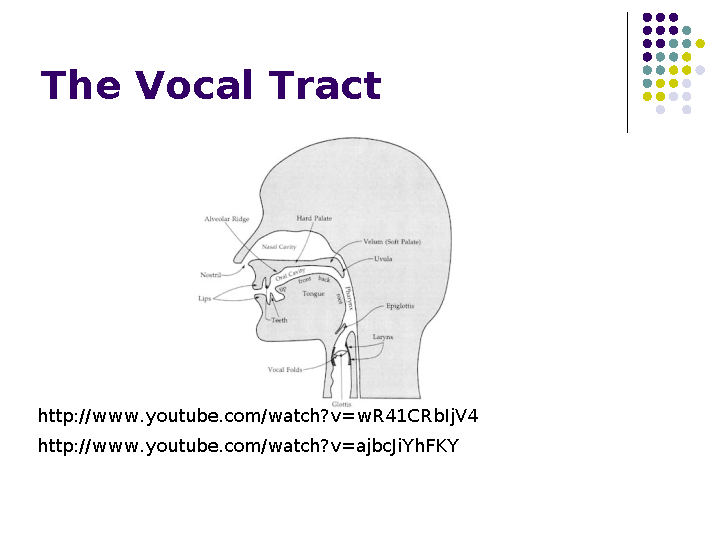 The Vocal Tract
Alveolar Ridge
Hard Palate
Nasal Cavity
Velum (Soft Palate)
Uvula
Nostril
Oral Cavity
front
back
tip
Tongue
root
Pharynx
Lips
Epiglottis
Teeth
Larynx
Vocal Folds
Glottis
http://www.youtube.com/watch?v=wR41CRbIjV4
http://www.youtube.com/watch?v=ajbcJiYhFKY